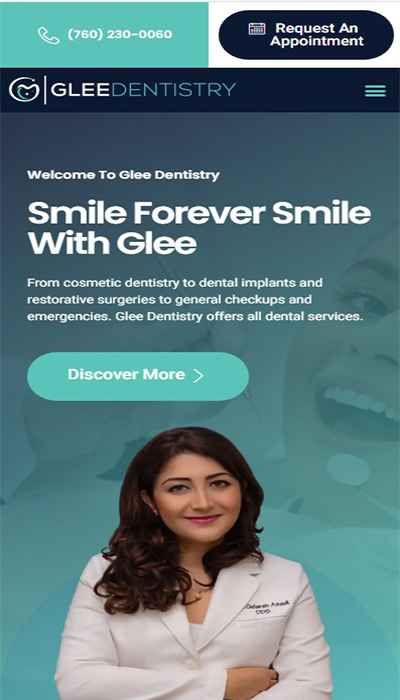 (760) 230-0060
Request An
Appointment
GLEEDENTISTRY
Welcome To Glee Dentistry
Smile Forever Smile
With Glee
From cosmetic dentistry to dental implants and
restorative surgeries to general checkups and
emergencies. Glee Dentistry offers all dental services.
Discover More
DDS